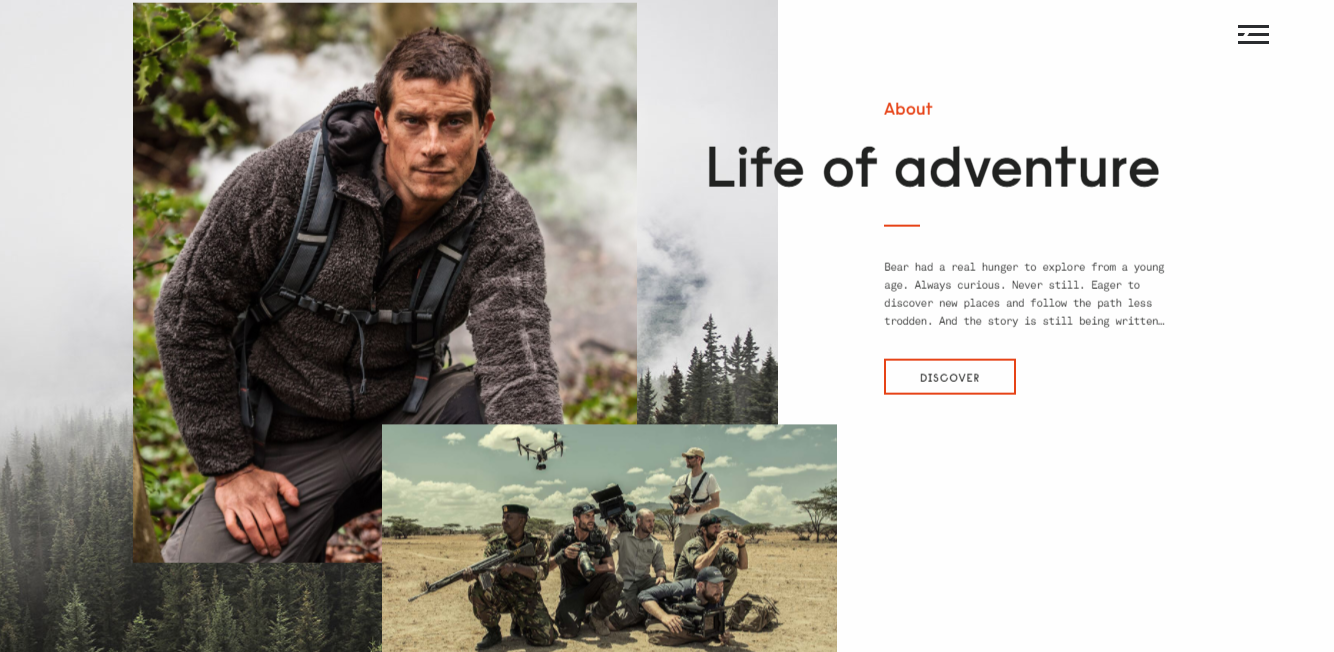 About
Life of adventure
Bear had a real hunger to explore from a young
age. Always curious. Never still. Eager to
discover new places and follow the path less
trodden. And the story is still being written…
DISCOVER